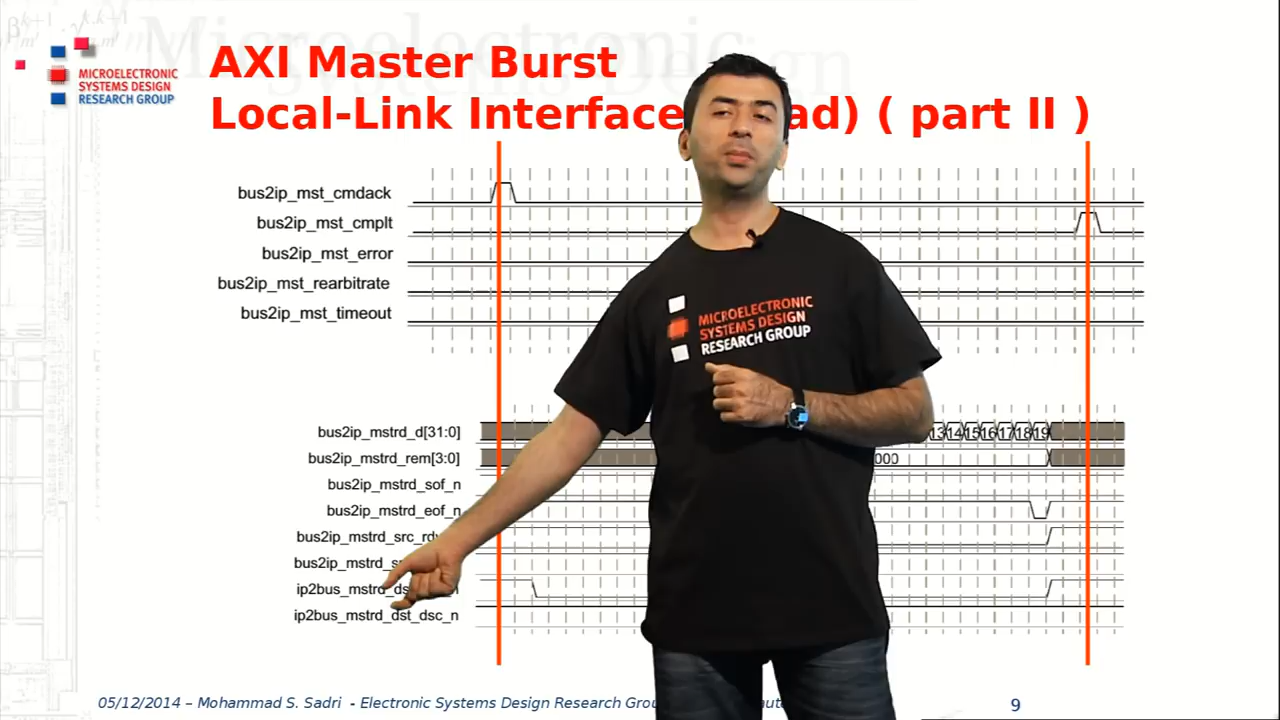 Microelectronic
MICROELECTRONIC
SYSTEMS DESIGN
RESEARCH GROUP
AXI Master Burst
Local-Link Interface ad) ( part II )
bus2ip_mst_cmdack
bus2ip_mst_cmplt
bus2ip_mst_error
bus2ip_mst_rearbitrate
bus2ip_mst_timeout
MICROELECTRONIC
SYSTEMS DESIGN
RESEARCH GROUP
bus2ip_mstrd_d[31:0]
13 14 15 16 17 18 19
bus2ip_mstrd_rem[3:0]
000
bus2ip_mstrd_sof_n
bus2ip_mstrd_eof_n
bus2ip_mstrd_src_rd
bus2ip_mstrd_s
ip2bus_mstrd_ds
ip2bus_mstrd_dst_dsc_n
05/12/2014 – Mohammad S. Sadri - Electronic Systems Design Research Grou
9